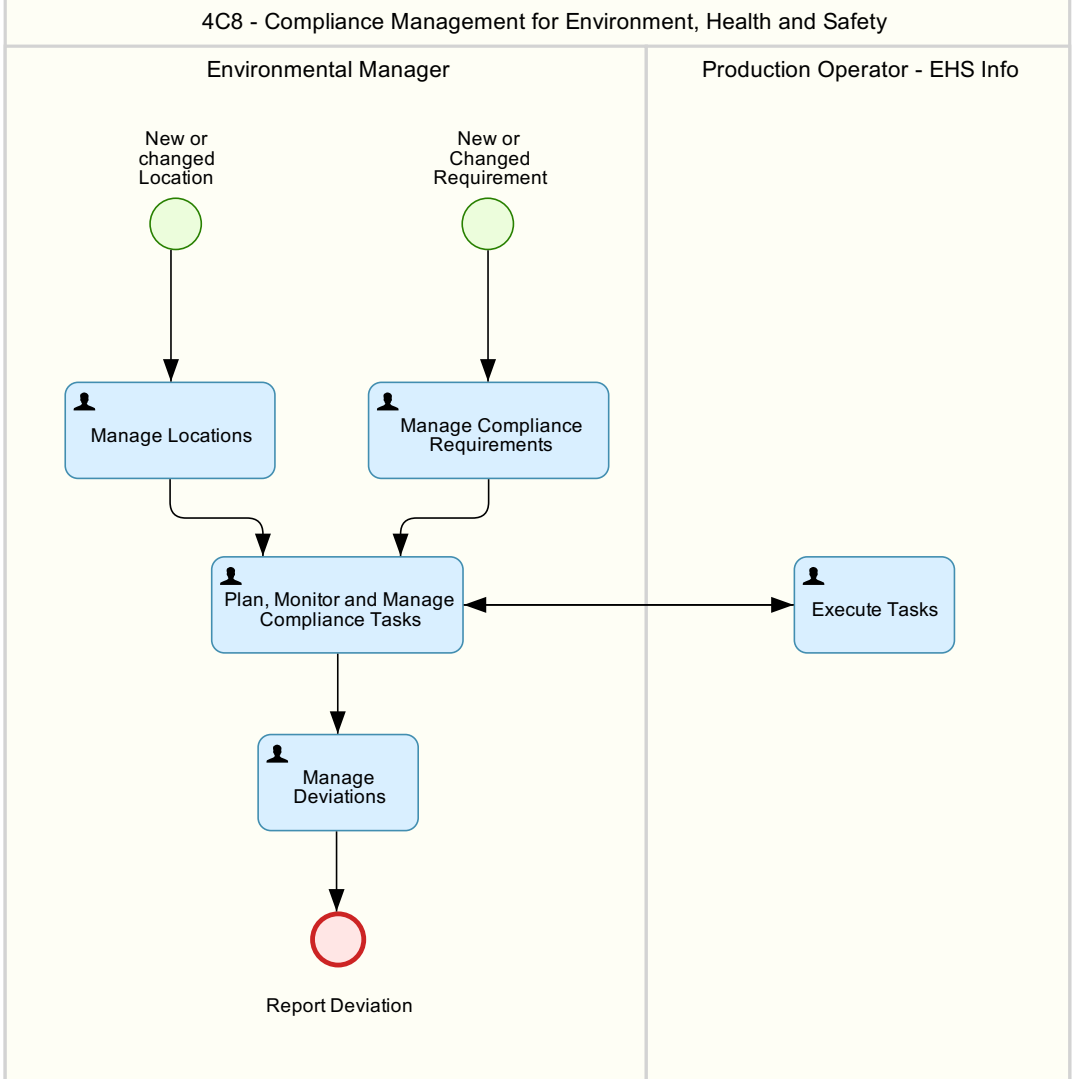 4C8 - Compliance Management for Environment, Health and Safety
Environmental Manager
Production Operator - EHS Info
New or
changed
Location
New or
Changed
Requirement
Manage Locations
Manage Compliance
Requirements
Plan, Monitor and Manage
Compliance Tasks
Execute Tasks
Manage
Deviations
Report Deviation